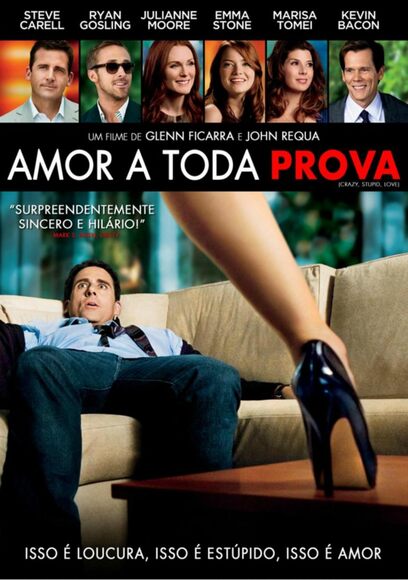 STEVE CARELL
RYAN GOSLING
JULIANNE MOORE
EMMA STONE
MARISA TOMEI
KEVIN BACON
UM FILME DE GLENN FICARRA E JOHN REQUA
AMOR A TODA PROVA
(CRAZY, STUPID, LOVE)
"SURPREENDENTEMENTE
SINCERO E HILÁRIO!"
ISSO É LOUCURA, ISSO É ESTÚPIDO, ISSO É AMOR